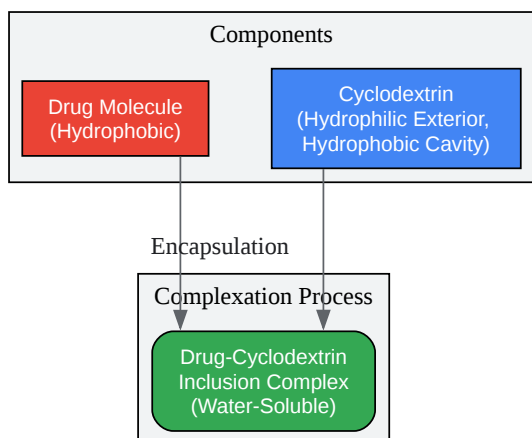 Components
Drug Molecule
(Hydrophobic)
Cyclodextrin
(Hydrophilic Exterior,
Hydrophobic Cavity)
Encapsulation
Complexation Process
Drug-Cyclodextrin
Inclusion Complex
(Water-Soluble)